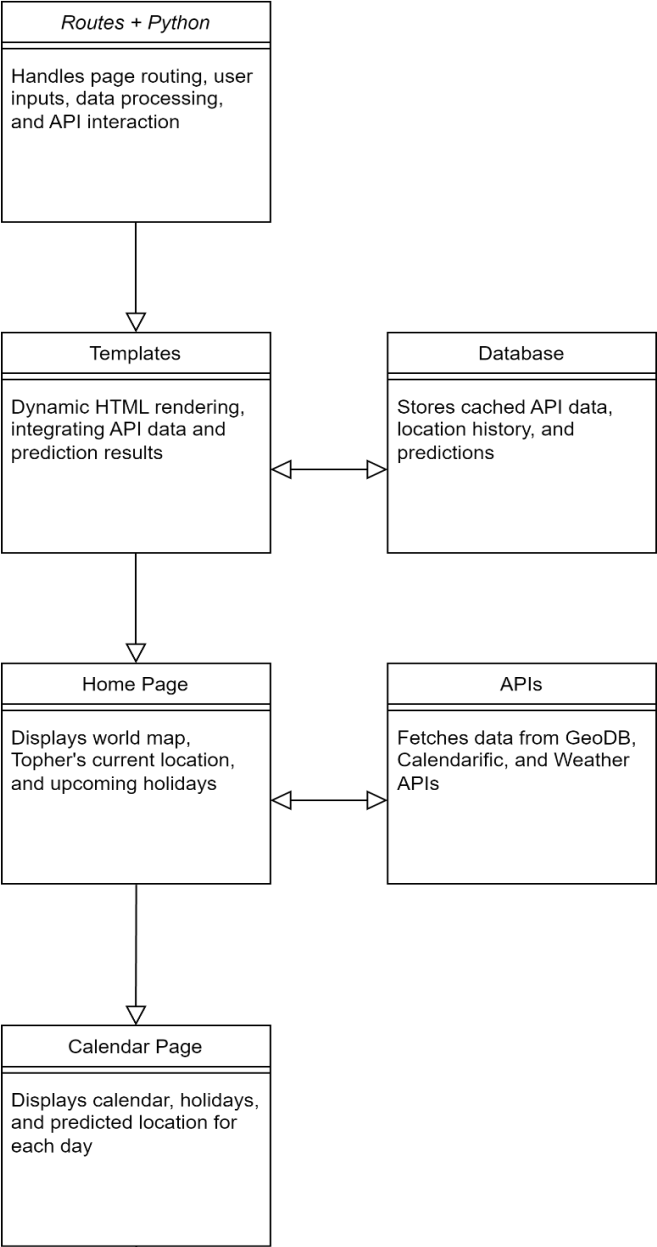 Routes + Python
Handles page routing, user
inputs, data processing,
and API interaction
Templates
Dynamic HTML rendering,
integrating API data and
prediction results
Database
Stores cached API data,
location history, and
predictions
Home Page
Displays world map,
Topher's current location,
and upcoming holidays
APIs
Fetches data from GeoDB,
Calendarific, and Weather
APIs
Calendar Page
Displays calendar, holidays,
and predicted location for
each day